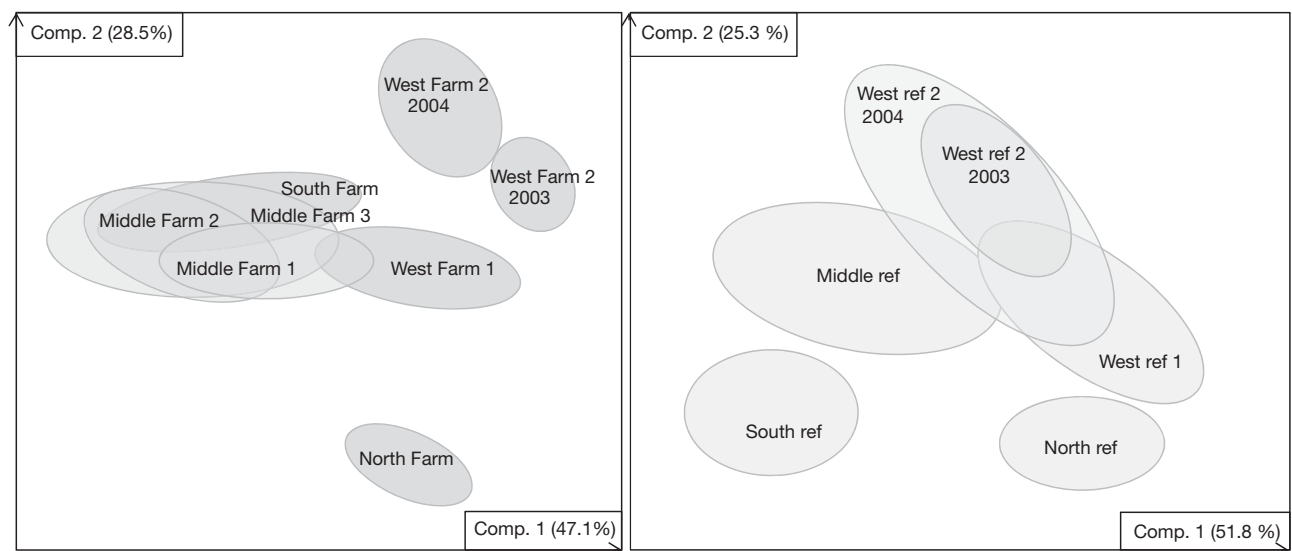 Comp. 2 (28.5%)
West Farm 2
2004
West Farm 2
2003
South Farm
Middle Farm 3
Middle Farm 2
Middle Farm 1
West Farm 1
North Farm
Comp. 1 (47.1%)
Comp. 2 (25.3 %)
West ref 2
2004
West ref 2
2003
Middle ref
West ref 1
South ref
North ref
Comp. 1 (51.8 %)